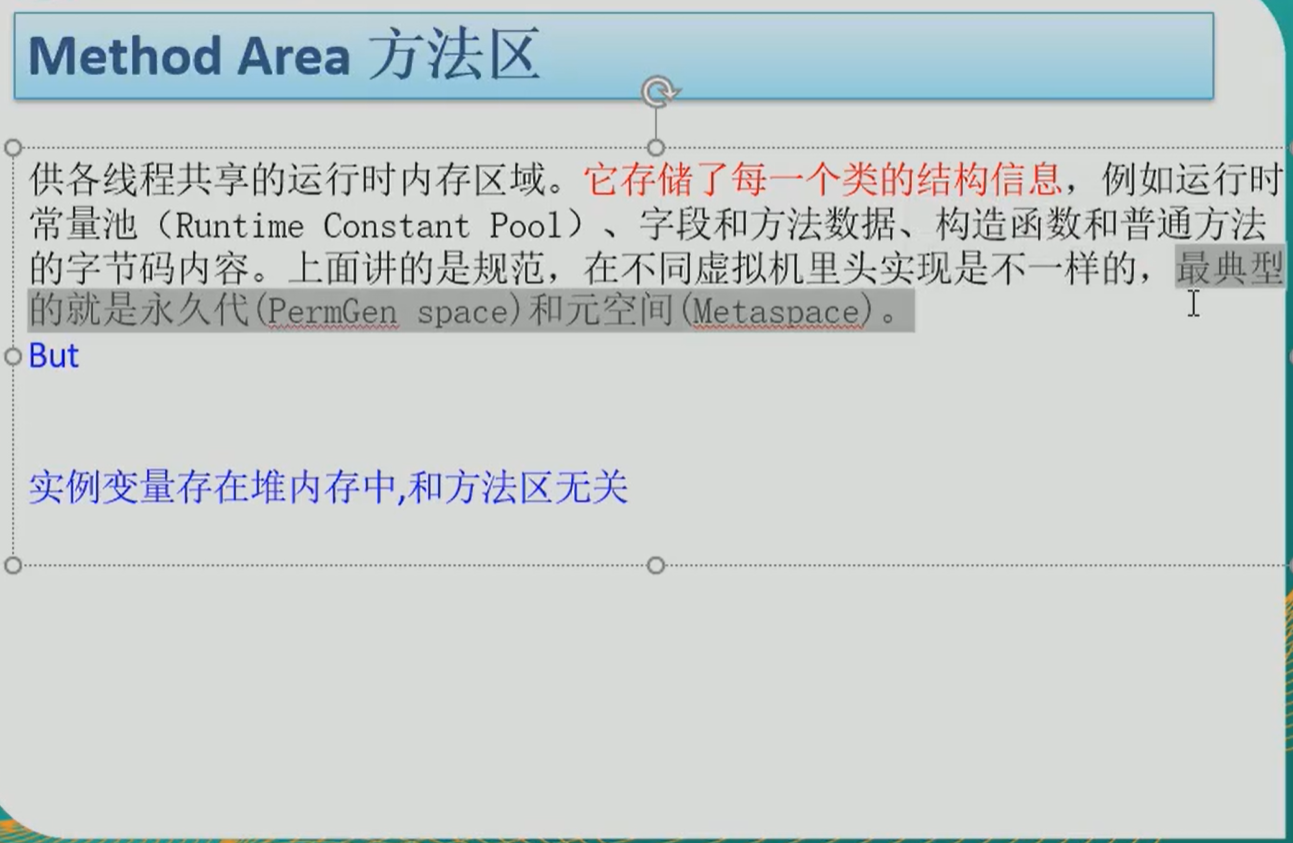 Method Area 方法区
供各线程共享的运行时内存区域。它存储了每一个类的结构信息，例如运行时
常量池（Runtime Constant Pool）、字段和方法数据、构造函数和普通方法
的字节码内容。上面讲的是规范，在不同虚拟机里头实现是不一样的，最典型
的就是永久代(PermGen space)和元空间(Metaspace)。
But
实例变量存在堆内存中,和方法区无关